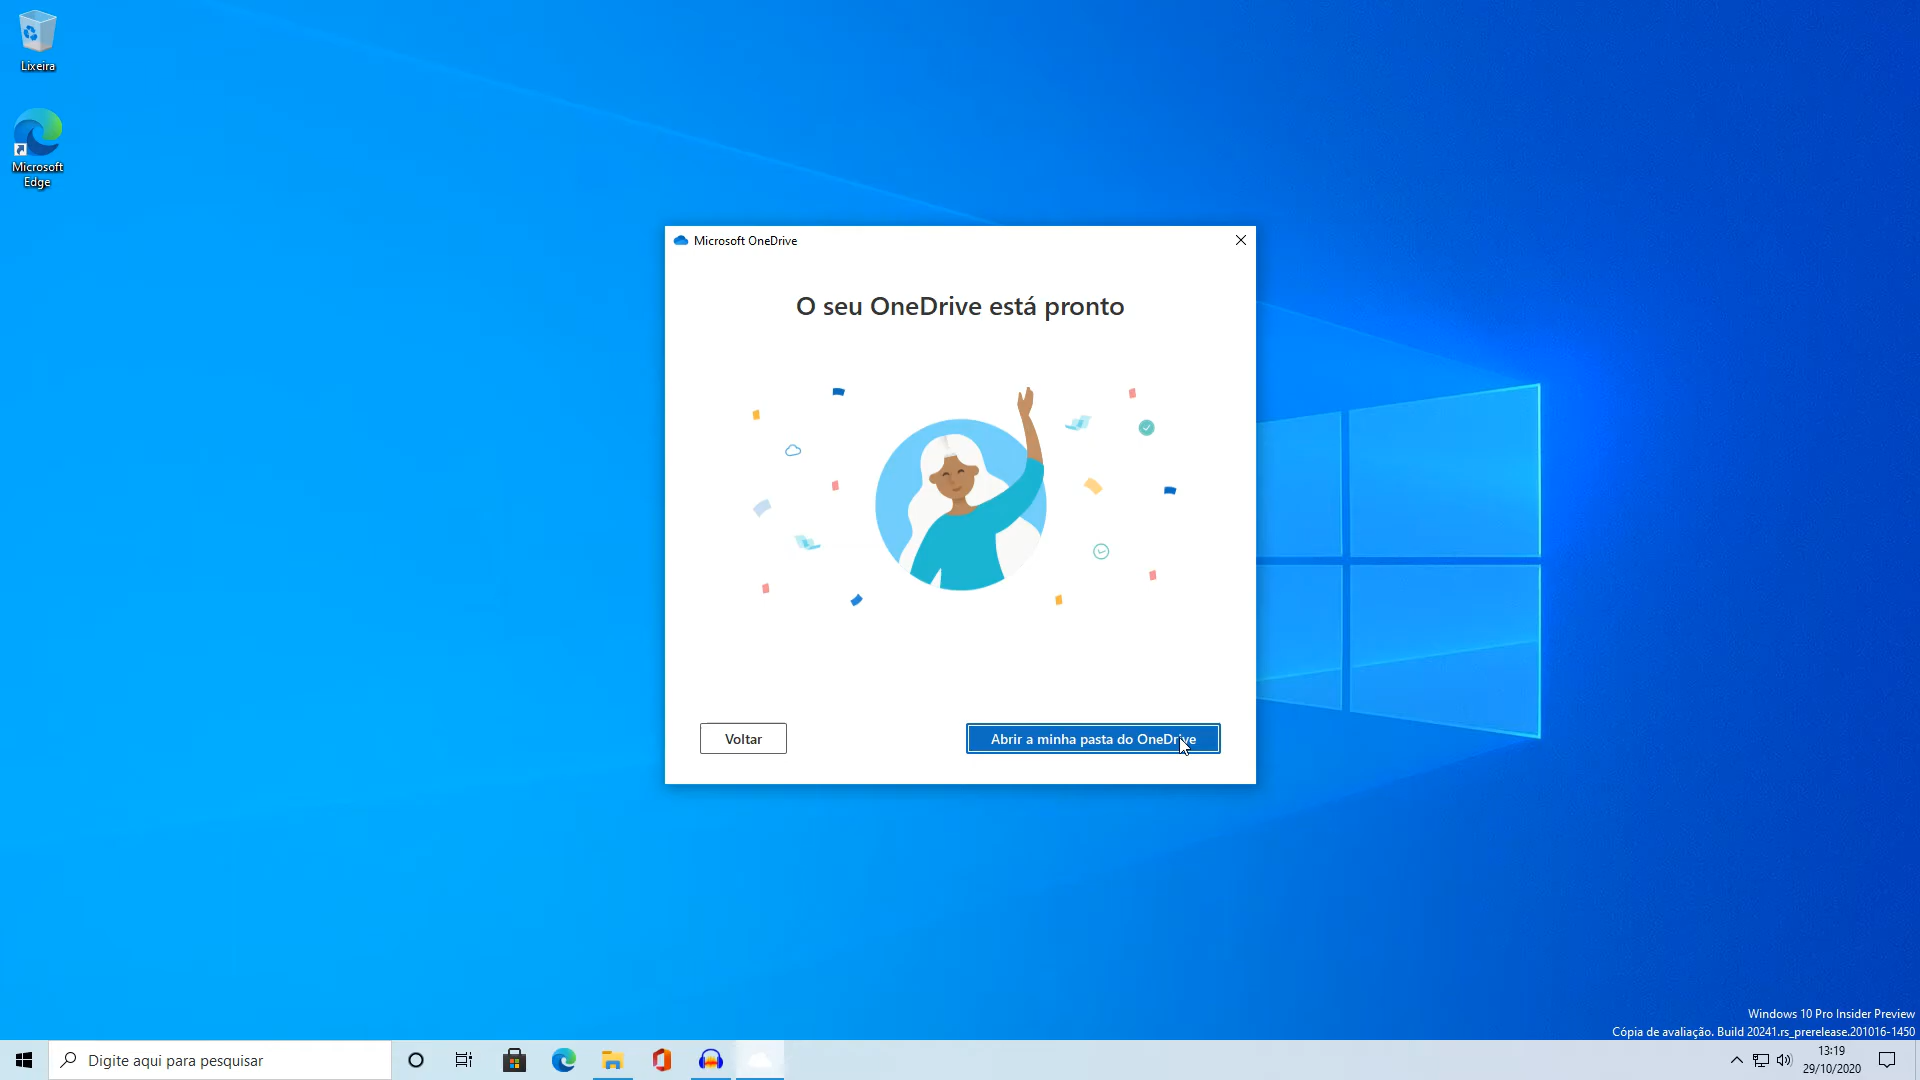 Lixeira
Microsoft
Edge
Microsoft OneDrive
O seu OneDrive está pronto
Voltar
Abrir a minha pasta do OneDrive
Windows 10 Pro Insider Preview
Cópia de avaliação. Build 20241.rs_prerelease.201016-1450
Digite aqui para pesquisar
13:19
29/10/2020